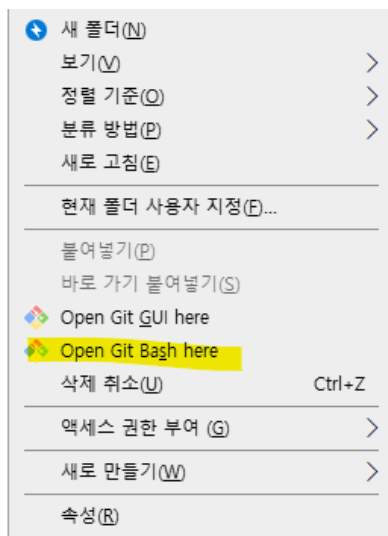 새 폴더(N)
보기(V)
정렬 기준(O)
분류 방법(P)
새로 고침(E)
현재 폴더 사용자 지정(F)...
붙여넣기(P)
바로 가기 붙여넣기(S)
Open Git GUI here
Open Git Bash here
삭제 취소(U) Ctrl+Z
액세스 권한 부여 (G)
새로 만들기(W)
속성(R)